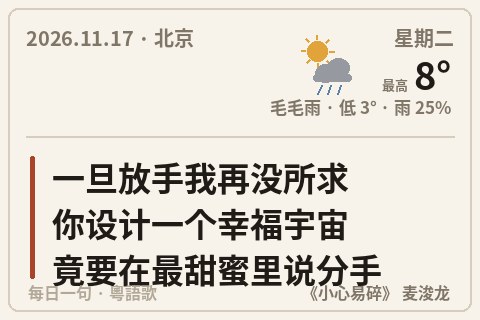 2026.11.17 · 北京
星期二
最高 8°
毛毛雨 · 低 3° · 雨 25%
一旦放手我再没所求
你设计一个幸福宇宙
竟要在最甜蜜里说分手
每日一句 · 粵語歌
《小心易碎》 麦浚龙